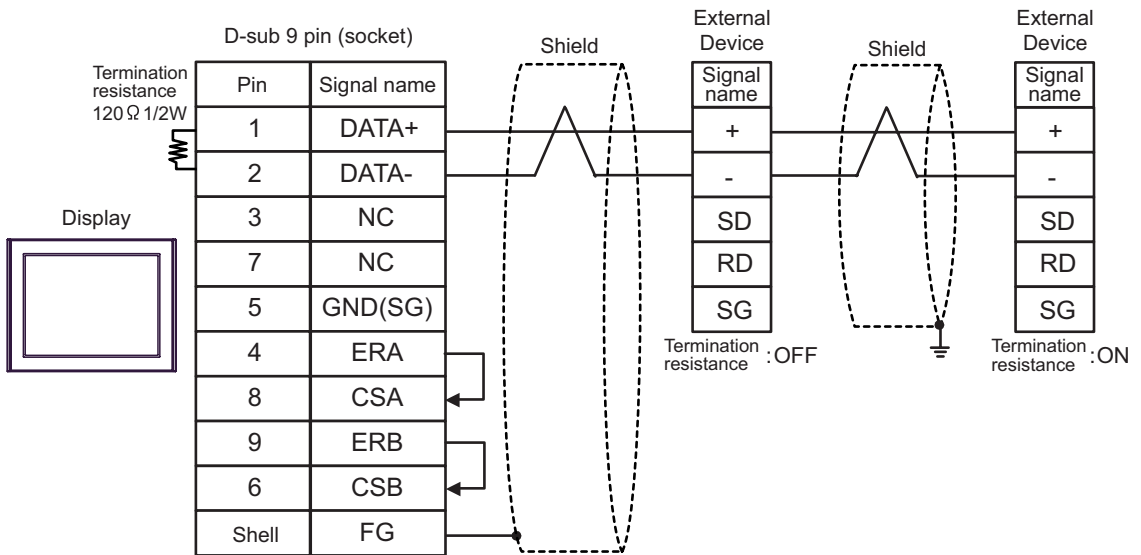 D-sub 9 pin (socket)
Shield
External
Device
Shield
External
Device
Termination
resistance
120Ω 1/2W
Pin Signal name
1 DATA+
2 DATA-
3 NC
7 NC
5 GND(SG)
4 ERA
8 CSA
9 ERB
6 CSB
Shell FG
Display
Signal
name
+
-
SD
RD
SG
Termination
resistance :OFF
Signal
name
+
-
SD
RD
SG
Termination
resistance :ON